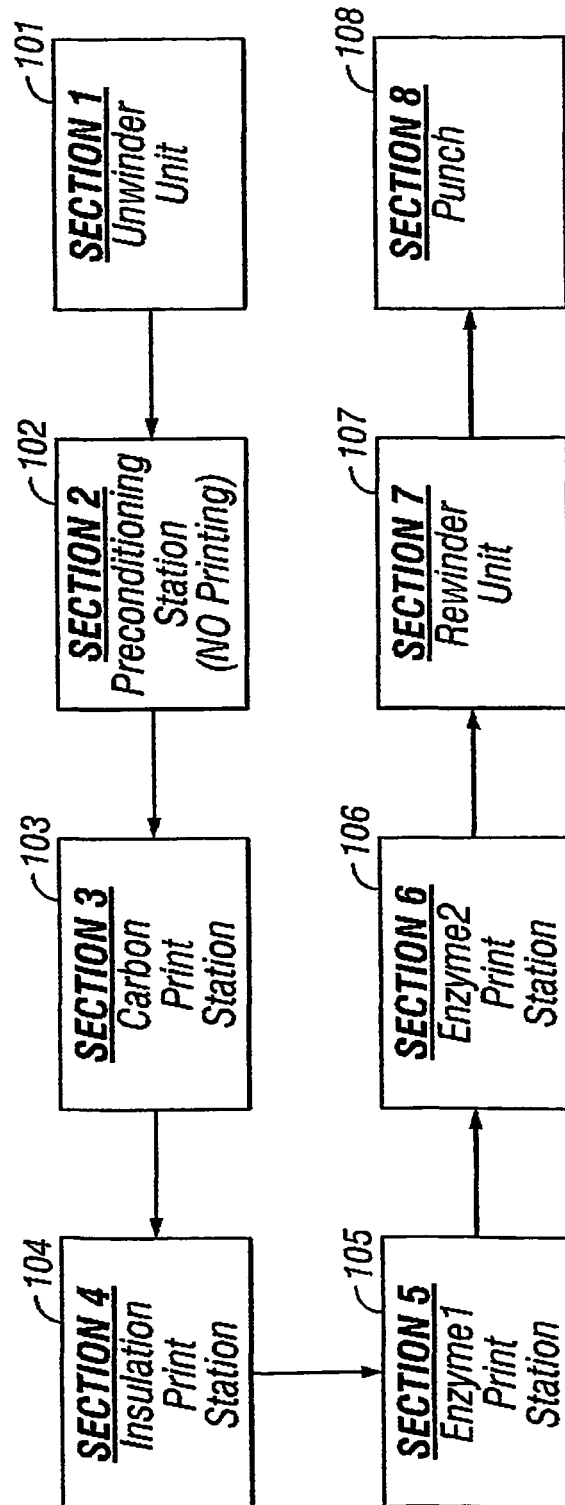 101
SECTION 1
Unwinder
Unit
102
SECTION 2
Preconditioning
Station
(NO Printing)
103
SECTION 3
Carbon
Print
Station
104
SECTION 4
Insulation
Print
Station
105
SECTION 5
Enzyme1
Print
Station
106
SECTION 6
Enzyme2
Print
Station
107
SECTION 7
Rewinder
Unit
108
SECTION 8
Punch